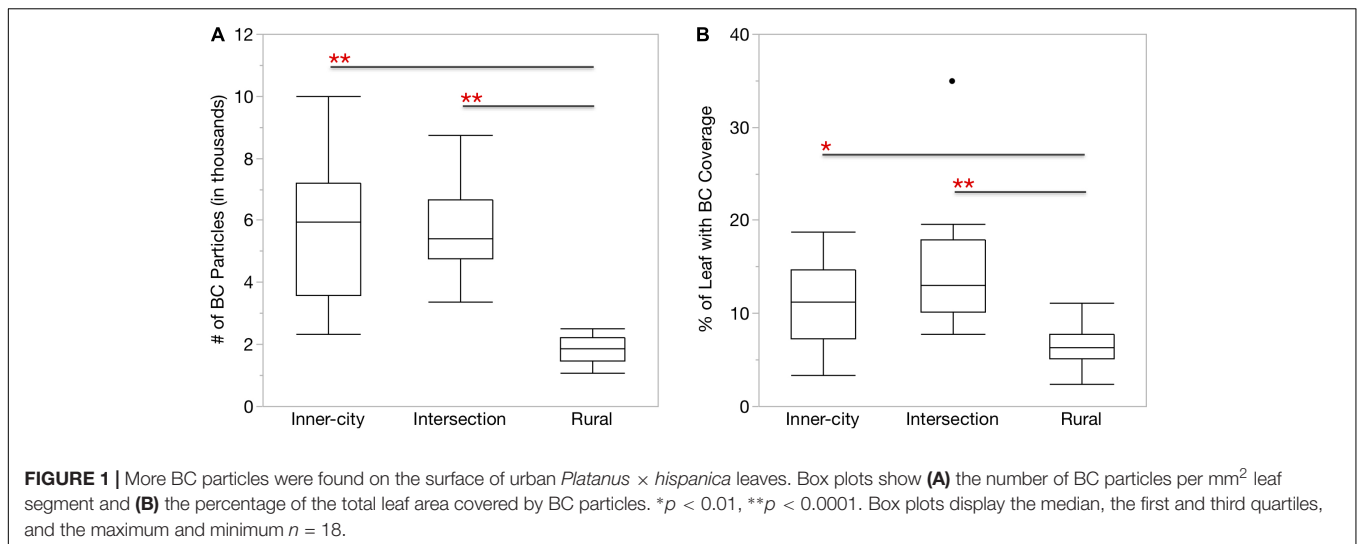 A
# of BC Particles (in thousands)
12
10
8
6
4
2
0
**
**
Inner-city Intersection Rural
B
% of Leaf with BC Coverage
40
30
20
10
0
*
**
Inner-city Intersection Rural
FIGURE 1 | More BC particles were found on the surface of urban Platanus × hispanica leaves. Box plots show (A) the number of BC particles per mm² leaf
segment and (B) the percentage of the total leaf area covered by BC particles. *p < 0.01, **p < 0.0001. Box plots display the median, the first and third quartiles,
and the maximum and minimum n = 18.